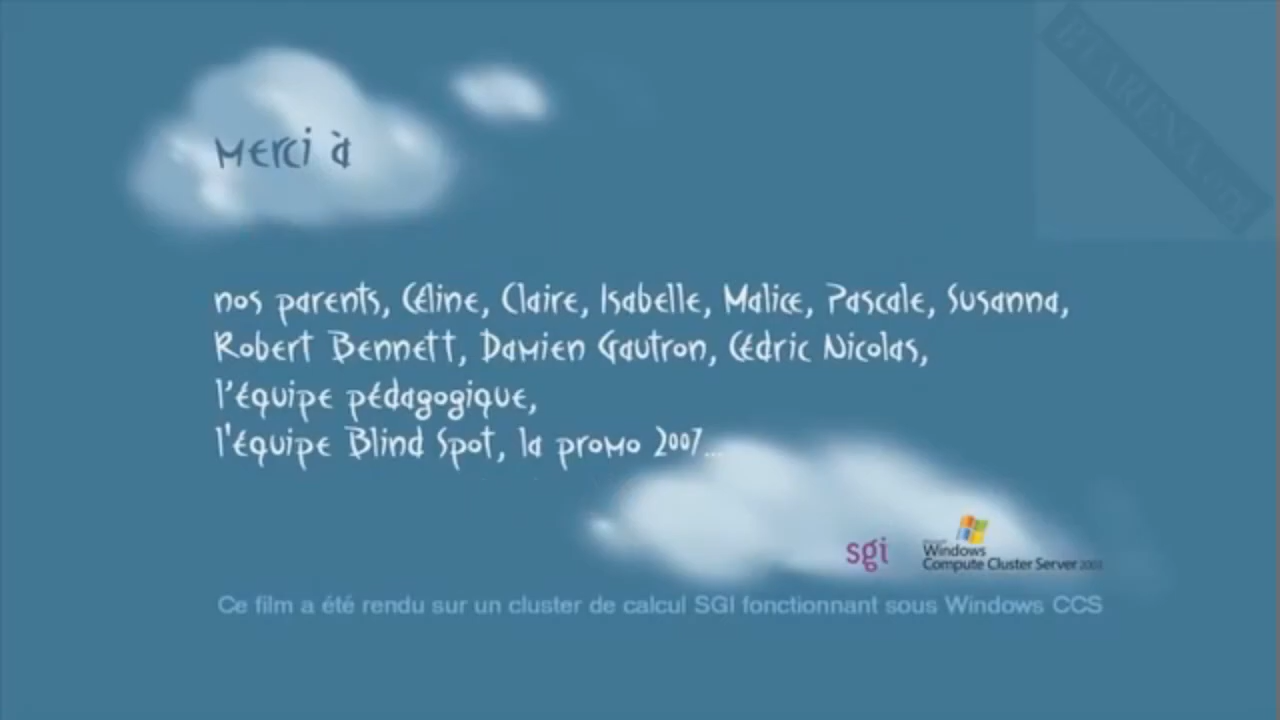 Merci à
nos parents, Céline, Claire, Isabelle, Malice, Pascale, Susanna,
Robert Bennett, Damien Gautron, Cédric Nicolas,
l'équipe pédagogique,
l'équipe Blind Spot, la promo 2007...
sgi
Windows
Compute Cluster Server 2003
Ce film a été rendu sur un cluster de calcul SGI fonctionnant sous Windows CCS